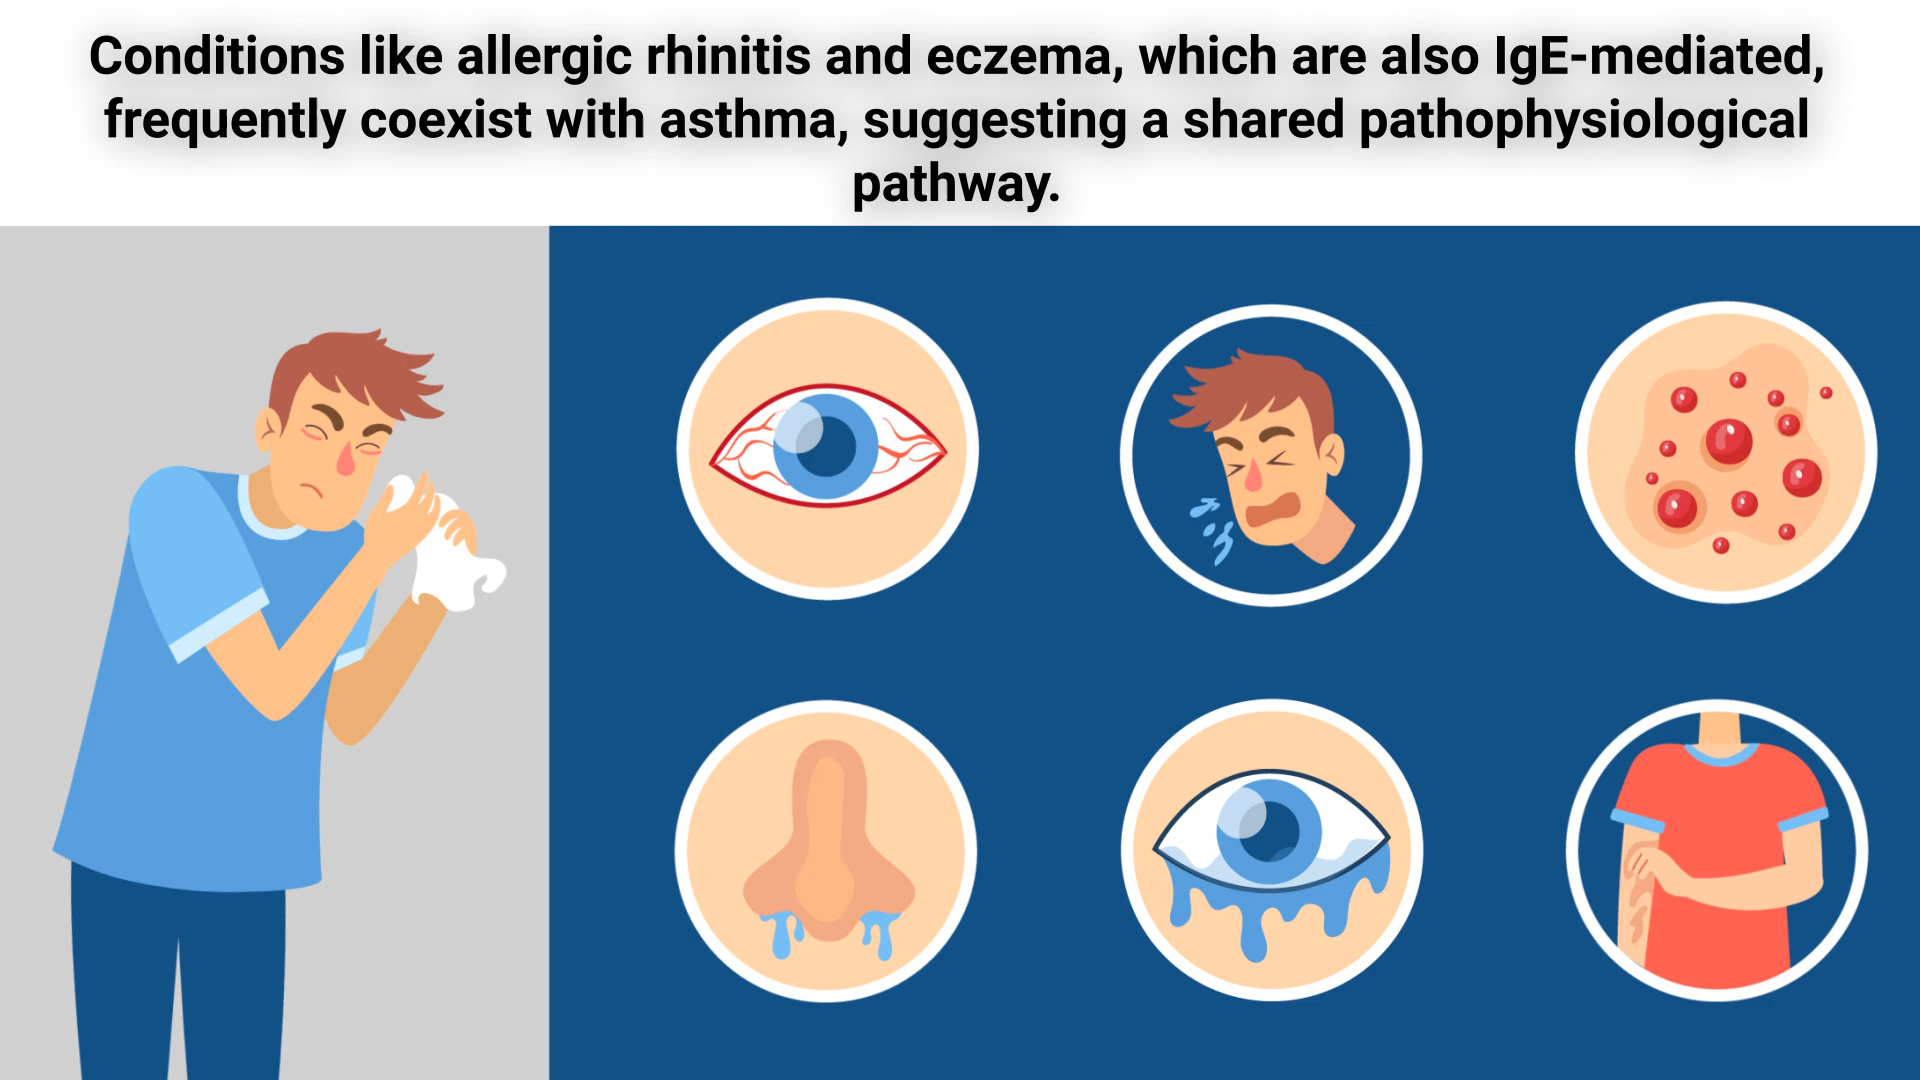 Conditions like allergic rhinitis and eczema, which are also IgE-mediated,
frequently coexist with asthma, suggesting a shared pathophysiological
pathway.